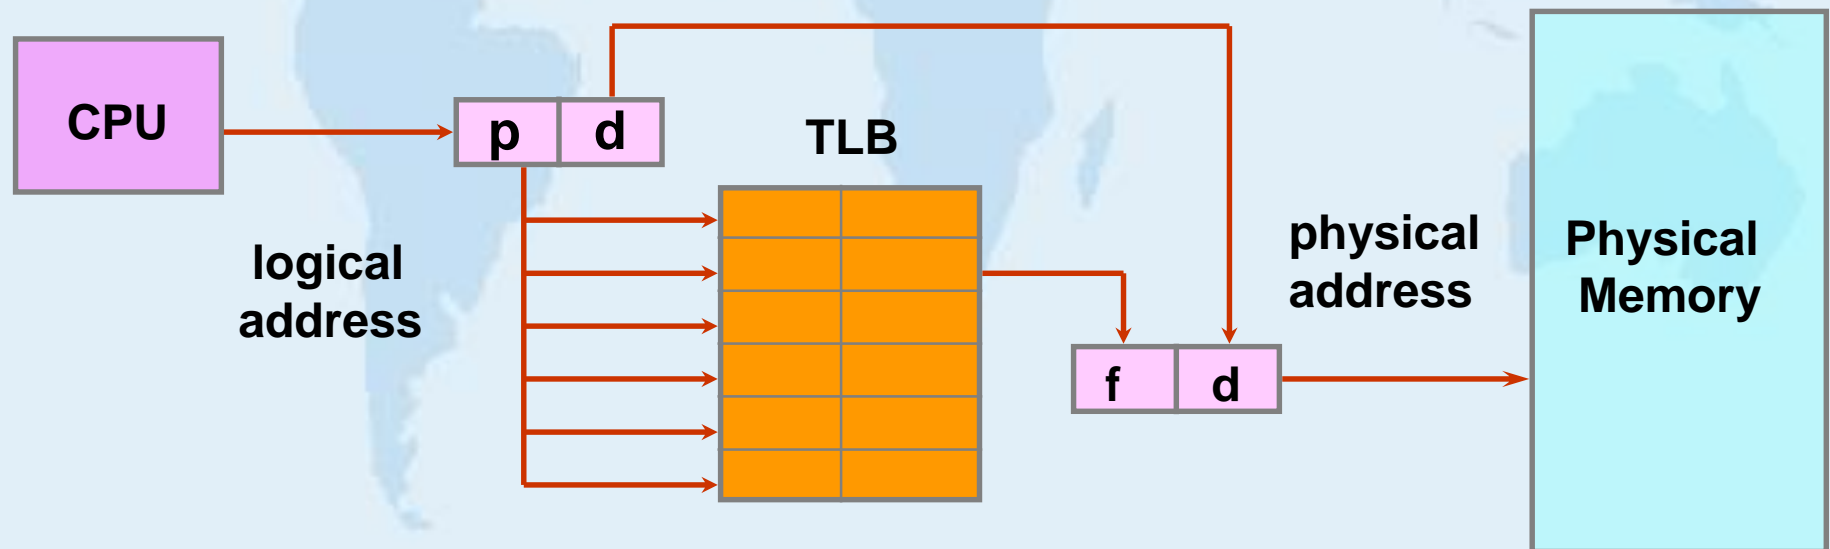 CPU
p d
TLB
logical
address
physical
address
f d
Physical
Memory